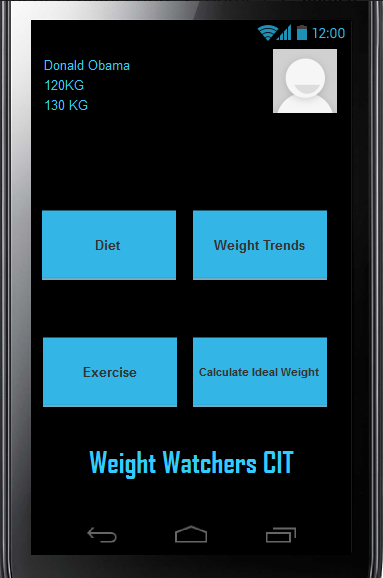 12:00
Donald Obama
120KG
130 KG
Diet
Weight Trends
Exercise
Calculate Ideal Weight
Weight Watchers CIT